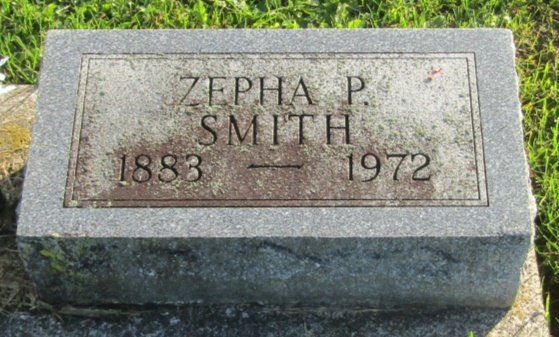 ZEPHA P.
SMITH
1883 — 1972